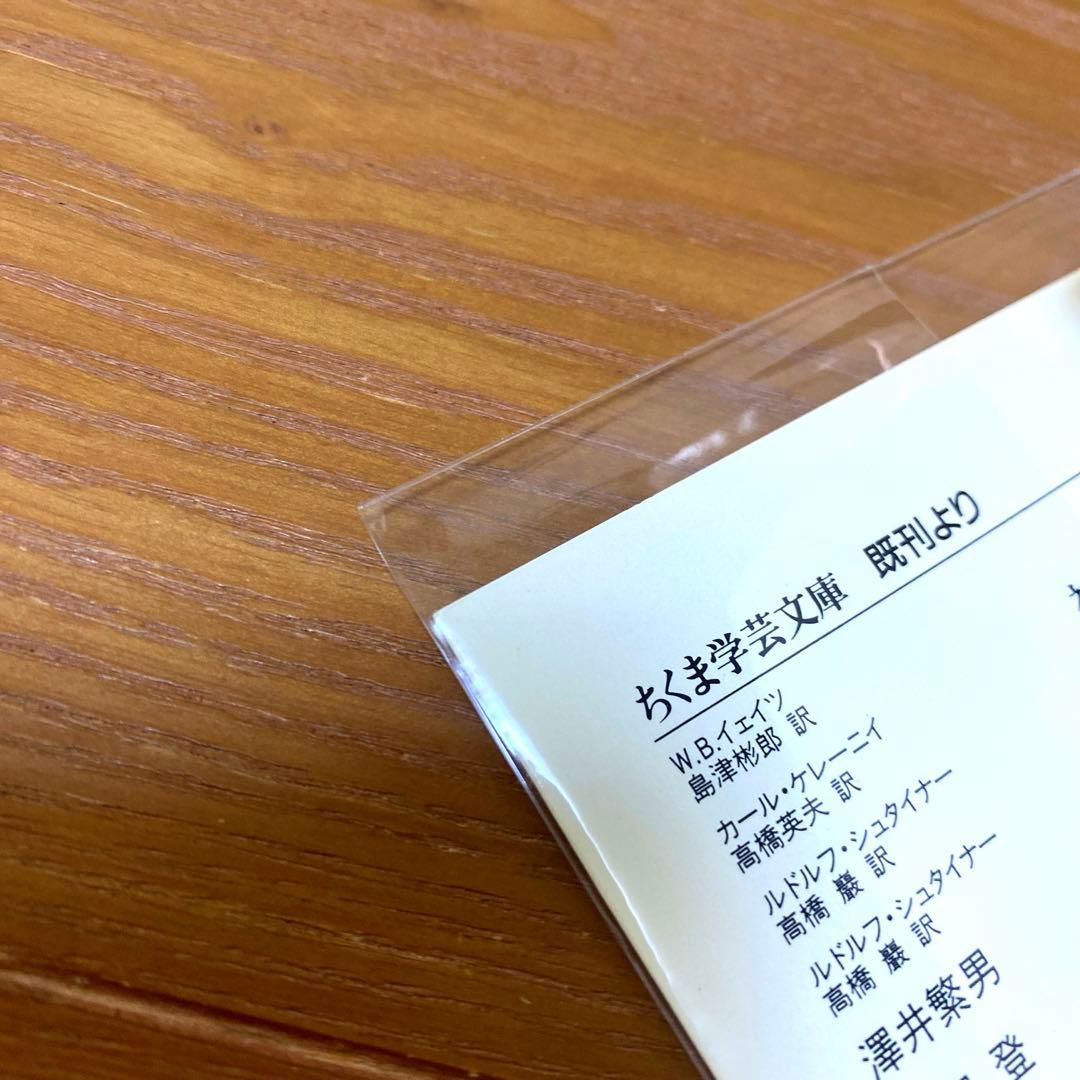 ちくま学芸文庫 既刊より
W.B.イェイツ
島津彬郎 訳
カール・ケレーニイ
高橋英夫 訳
ルドルフ・シュタイナー
高橋 巖 訳
ルドルフ・シュタイナー
高橋 巖 訳
澤井繁男
登